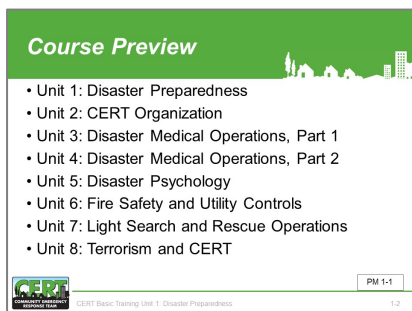 Course Preview
• Unit 1: Disaster Preparedness
• Unit 2: CERT Organization
• Unit 3: Disaster Medical Operations, Part 1
• Unit 4: Disaster Medical Operations, Part 2
• Unit 5: Disaster Psychology
• Unit 6: Fire Safety and Utility Controls
• Unit 7: Light Search and Rescue Operations
• Unit 8: Terrorism and CERT
PM 1-1
CERT
COMMUNITY EMERGENCY
RESPONSE TEAM
CERT Basic Training Unit 1: Disaster Preparedness
1-2